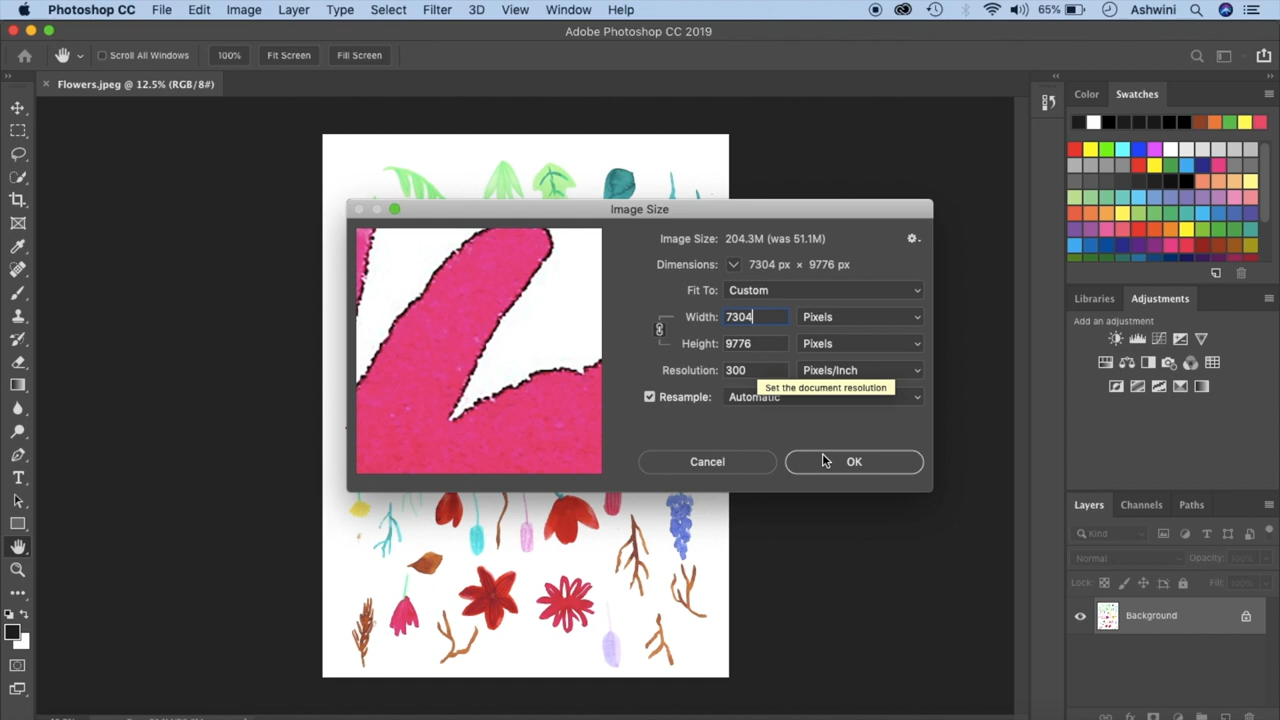 Photoshop CC File Edit Image Layer Type Select Filter 3D View Window Help 65% Ashwini
Adobe Photoshop CC 2019
Scroll All Windows 100% Fit Screen Fill Screen
Flowers.jpeg @ 12.5% (RGB/8#)
Color Swatches
Image Size
Image Size: 204.3M (was 51.1M)
Dimensions: 7304 px × 9776 px
Fit To: Custom
Width: 7304 Pixels
Height: 9776 Pixels
Resolution: 300 Pixels/Inch
Set the document resolution
Resample: Automatic
Cancel OK
Libraries Adjustments
Add an adjustment
Layers Channels Paths
Kind
Normal Opacity: 100%
Lock: Fill: 100%
Background